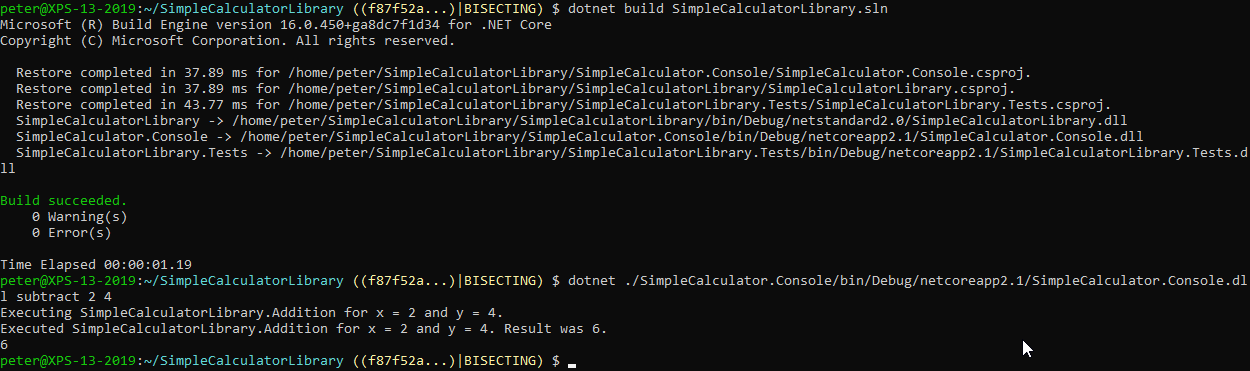 peter@XPS-13-2019:~/SimpleCalculatorLibrary ((f87f52a...)|BISECTING) $ dotnet build SimpleCalculatorLibrary.sln
Microsoft (R) Build Engine version 16.0.450+ga8dc7f1d34 for .NET Core
Copyright (C) Microsoft Corporation. All rights reserved.

  Restore completed in 37.89 ms for /home/peter/SimpleCalculatorLibrary/SimpleCalculator.Console/SimpleCalculator.Console.csproj.
  Restore completed in 37.89 ms for /home/peter/SimpleCalculatorLibrary/SimpleCalculatorLibrary/SimpleCalculatorLibrary.csproj.
  Restore completed in 43.77 ms for /home/peter/SimpleCalculatorLibrary/SimpleCalculatorLibrary.Tests/SimpleCalculatorLibrary.Tests.csproj.
  SimpleCalculatorLibrary -> /home/peter/SimpleCalculatorLibrary/SimpleCalculatorLibrary/bin/Debug/netstandard2.0/SimpleCalculatorLibrary.dll
  SimpleCalculator.Console -> /home/peter/SimpleCalculatorLibrary/SimpleCalculator.Console/bin/Debug/netcoreapp2.1/SimpleCalculator.Console.dll
  SimpleCalculatorLibrary.Tests -> /home/peter/SimpleCalculatorLibrary/SimpleCalculatorLibrary.Tests/bin/Debug/netcoreapp2.1/SimpleCalculatorLibrary.Tests.d
ll

Build succeeded.
    0 Warning(s)
    0 Error(s)

Time Elapsed 00:00:01.19
peter@XPS-13-2019:~/SimpleCalculatorLibrary ((f87f52a...)|BISECTING) $ dotnet ./SimpleCalculator.Console/bin/Debug/netcoreapp2.1/SimpleCalculator.Console.dl
l subtract 2 4
Executing SimpleCalculatorLibrary.Addition for x = 2 and y = 4.
Executed SimpleCalculatorLibrary.Addition for x = 2 and y = 4. Result was 6.
6
peter@XPS-13-2019:~/SimpleCalculatorLibrary ((f87f52a...)|BISECTING) $